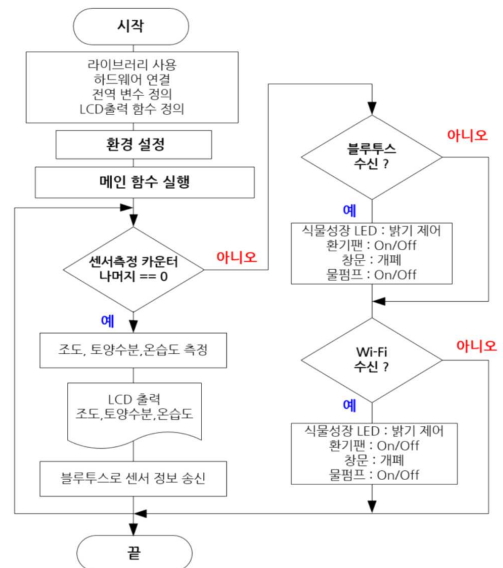 시작
라이브러리 사용
하드웨어 연결
전역 변수 정의
LCD출력 함수 정의
환경 설정
메인 함수 실행
센서측정 카운터
나머지 == 0
아니오
예
조도, 토양수분,온습도 측정
LCD 출력
조도,토양수분,온습도
블루투스로 센서 정보 송신
끝
블루투스
수신 ?
아니오
예
식물성장 LED : 밝기 제어
환기팬 : On/Off
창문 : 개폐
물펌프 : On/Off
Wi-Fi
수신 ?
아니오
예
식물성장 LED : 밝기 제어
환기팬 : On/Off
창문 : 개폐
물펌프 : On/Off